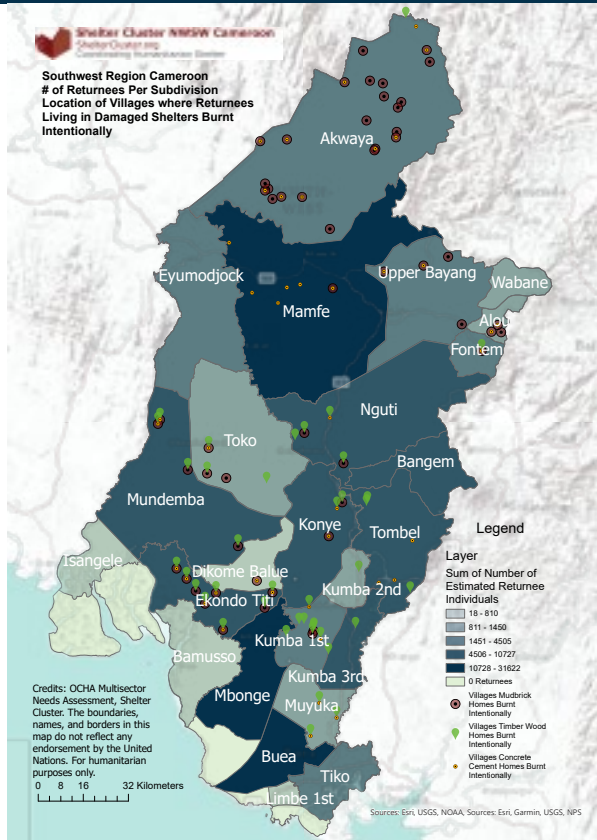 Shelter Cluster NWSW Cameroon
ShelterCluster.org
Coordinating Humanitarian Shelter
Southwest Region Cameroon
# of Returnees Per Subdivision
Location of Villages where Returnees
Living in Damaged Shelters Burnt
Intentionally
Akwaya
Eyumodjock
Upper Bayang
Wabane
Mamfe
Alou
Fontem
Nguti
Toko
Bangem
Mundemba
Konye
Tombel
Isangele
Dikome Balue
Kumba 2nd
Ekondo Titi
Kumba 1st
Bamusso
Kumba 3rd
Mbonge
Muyuka
Buea
Tiko
Limbe 1st
Legend
Layer
Sum of Number of
Estimated Returnee
Individuals
18 - 810
811 - 1450
1451 - 4505
4506 - 10727
10728 - 31622
0 Returnees
Villages Mudbrick
Homes Burnt
Intentionally
Villages Timber Wood
Homes Burnt
Intentionally
Villages Concrete
Cement Homes Burnt
Intentionally
Credits: OCHA Multisector
Needs Assessment, Shelter
Cluster. The boundaries,
names, and borders in this
map do not reflect any
endorsement by the United
Nations. For humanitarian
purposes only.
0 8 16 32 Kilometers
Sources: Esri, USGS, NOAA, Sources: Esri, Garmin, USGS, NPS